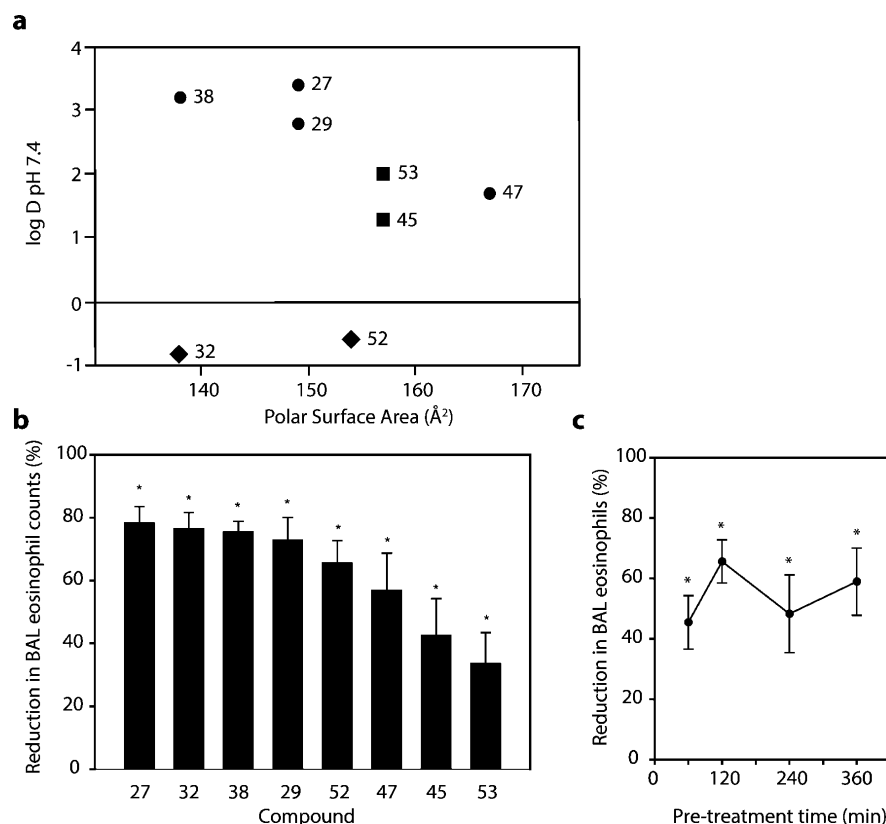 a
log D pH 7.4
4
3
2
1
0
-1
38
27
29
53
45
47
32
52
140 150 160 170
Polar Surface Area (Å²)
b
Reduction in BAL eosinophil counts (%)
100
80
60
40
20
0
* * * * * * * *
27 32 38 29 52 47 45 53
Compound
c
Reduction in BAL eosinophils (%)
100
80
60
40
20
0
* * * *
0 120 240 360
Pre-treatment time (min)